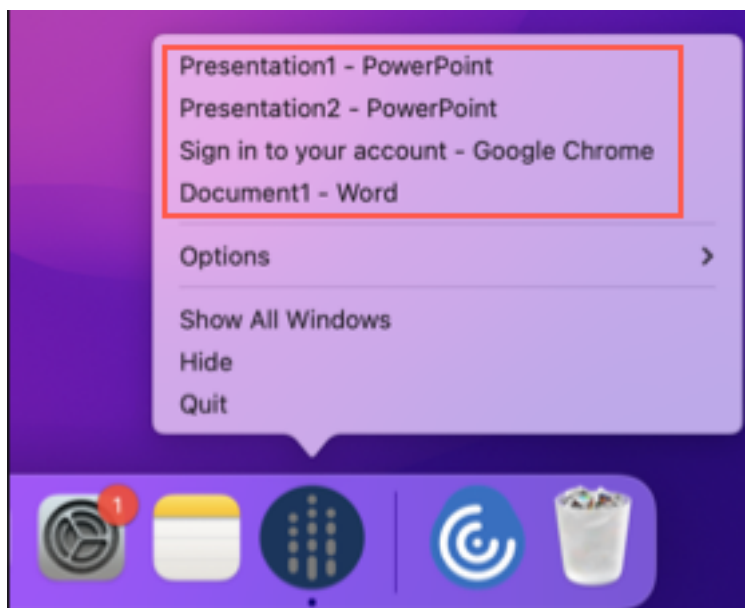 Presentation1 - PowerPoint
Presentation2 - PowerPoint
Sign in to your account - Google Chrome
Document1 - Word
Options
Show All Windows
Hide
Quit
1